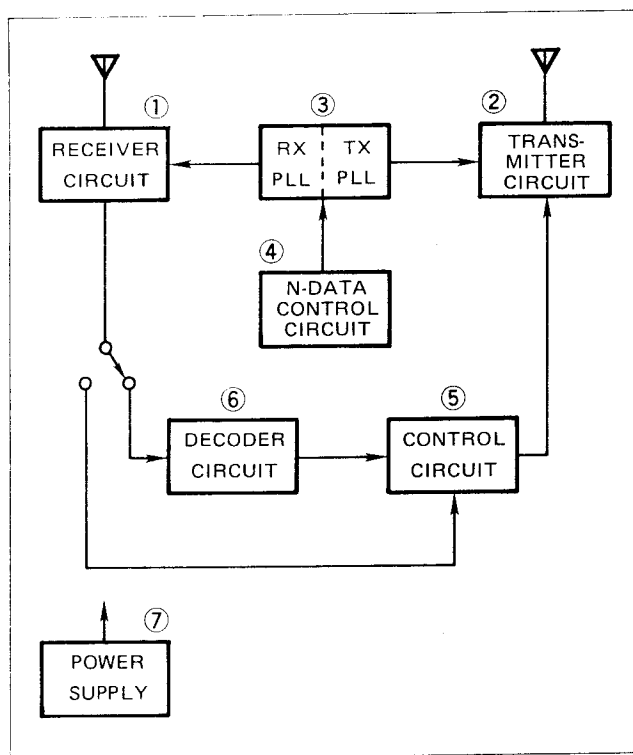 ①
RECEIVER
CIRCUIT
③
RX TX
PLL PLL
②
TRANS-
MITTER
CIRCUIT
④
N-DATA
CONTROL
CIRCUIT
⑥
DECODER
CIRCUIT
⑤
CONTROL
CIRCUIT
⑦
POWER
SUPPLY